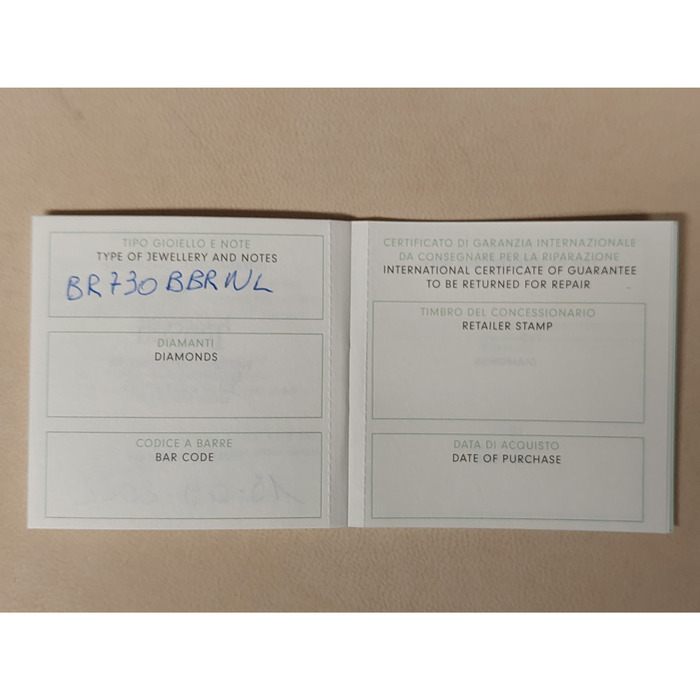 TIPO GIOIELLO E NOTE
TYPE OF JEWELLERY AND NOTES
BR730BBRWL
DIAMANTI
DIAMONDS
CODICE A BARRE
BAR CODE
CERTIFICATO DI GARANZIA INTERNAZIONALE
DA CONSEGNARE PER LA RIPARAZIONE
INTERNATIONAL CERTIFICATE OF GUARANTEE
TO BE RETURNED FOR REPAIR
TIMBRO DEL CONCESSIONARIO
RETAILER STAMP
DATA DI ACQUISTO
DATE OF PURCHASE